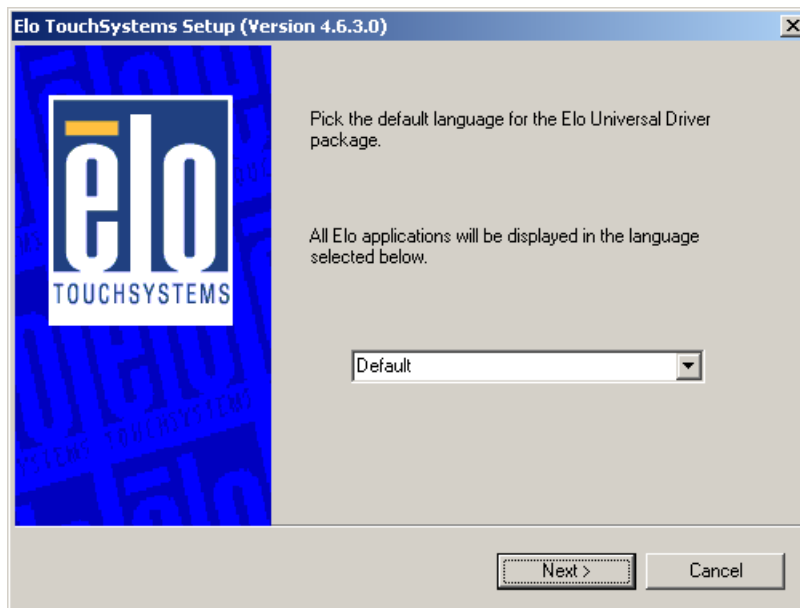 Elo TouchSystems Setup (Version 4.6.3.0)
elo
TOUCHSYSTEMS
Pick the default language for the Elo Universal Driver
package.
All Elo applications will be displayed in the language
selected below.
Default
Next >
Cancel